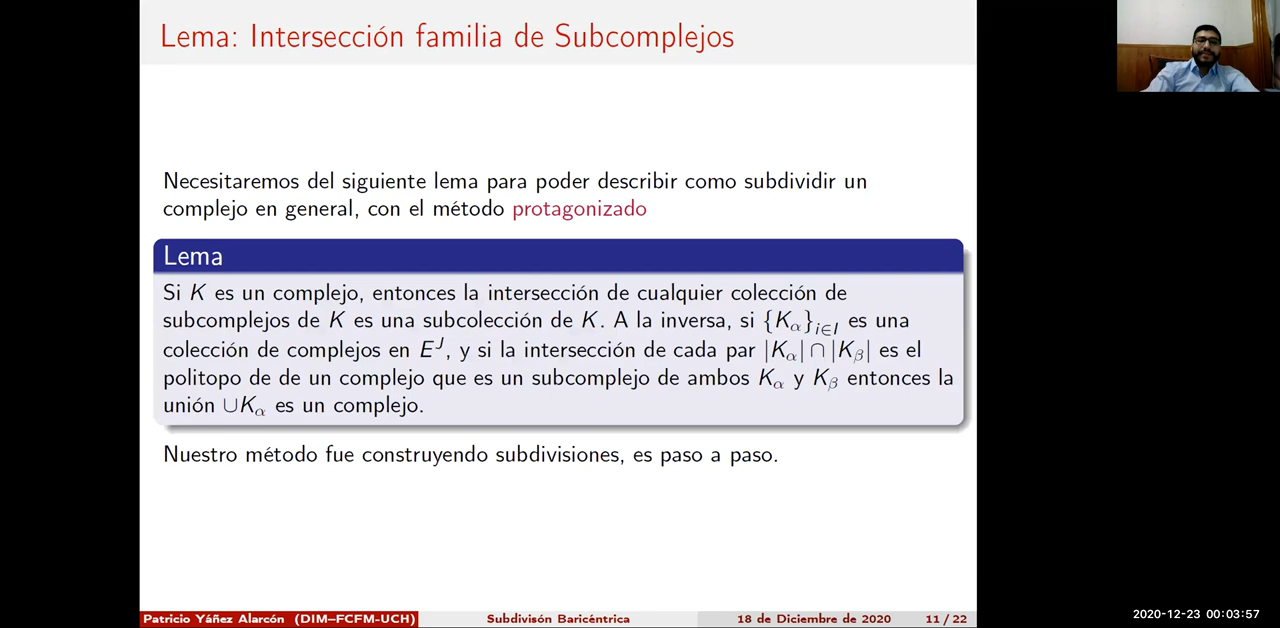 Lema: Intersección familia de Subcomplejos
Necesitaremos del siguiente lema para poder describir como subdividir un
complejo en general, con el método protagonizado
Lema
Si K es un complejo, entonces la intersección de cualquier colección de
subcomplejos de K es una subcolección de K. A la inversa, si {K_α}_{i∈I} es una
colección de complejos en E^J, y si la intersección de cada par |K_α| ∩ |K_β| es el
politopo de de un complejo que es un subcomplejo de ambos K_α y K_β entonces la
unión ∪K_α es un complejo.
Nuestro método fue construyendo subdivisiones, es paso a paso.
Patricio Yáñez Alarcón (DIM–FCFM-UCH) Subdivisón Baricéntrica 18 de Diciembre de 2020 11 / 22
2020-12-23 00:03:57